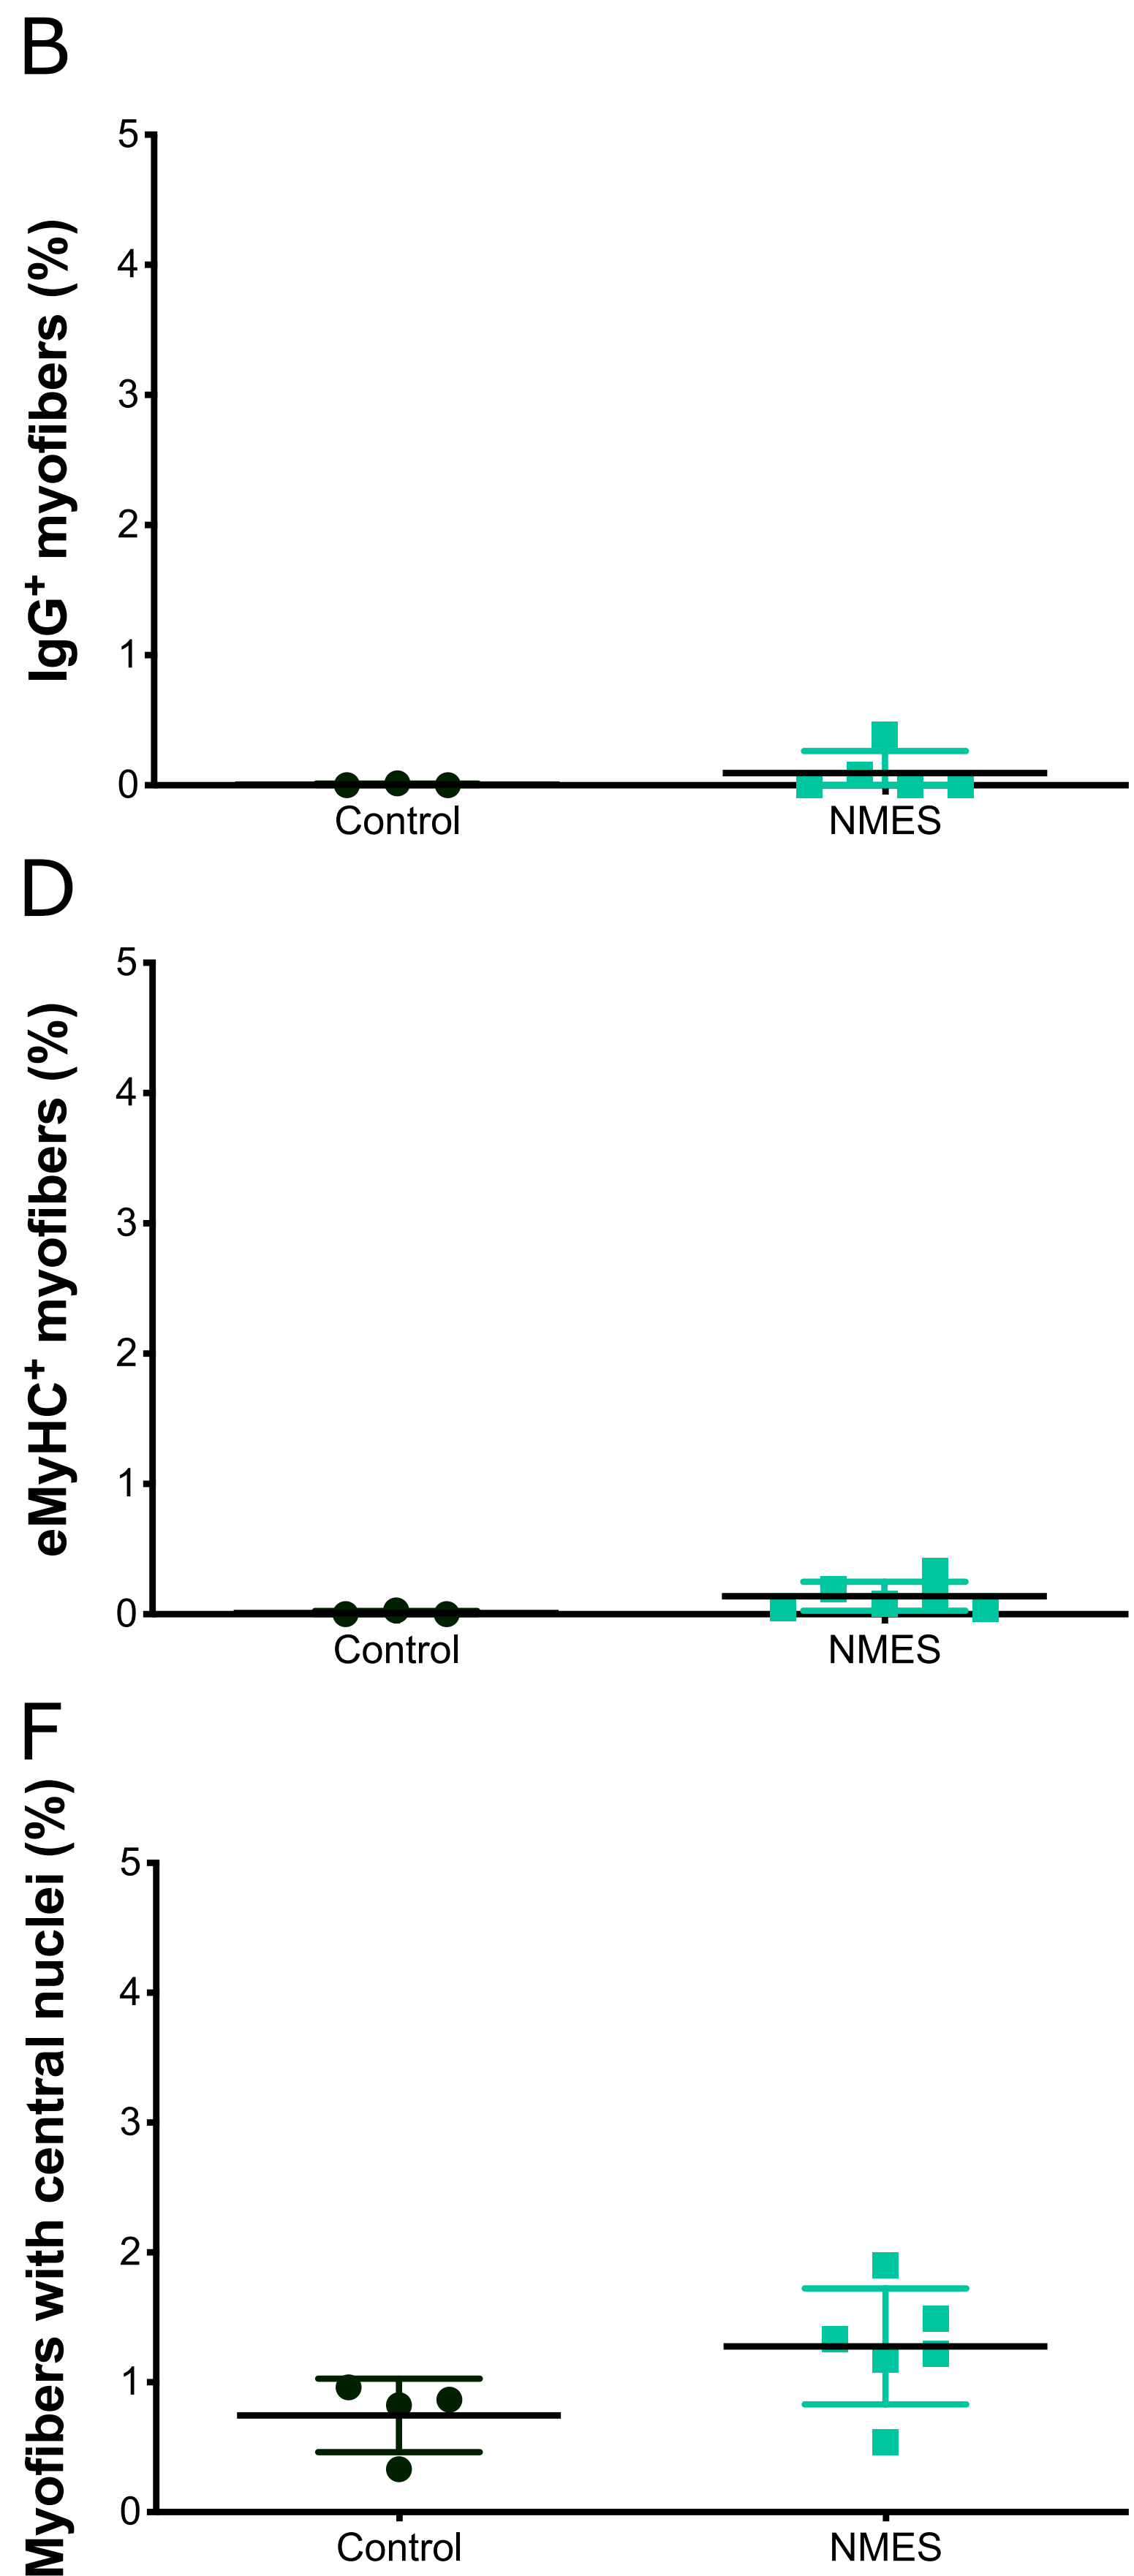 B
IgG⁺ myofibers (%)
5
4
3
2
1
0
Control NMES
D
eMyHC⁺ myofibers (%)
5
4
3
2
1
0
Control NMES
F
Myofibers with central nuclei (%)
5
4
3
2
1
0
Control NMES